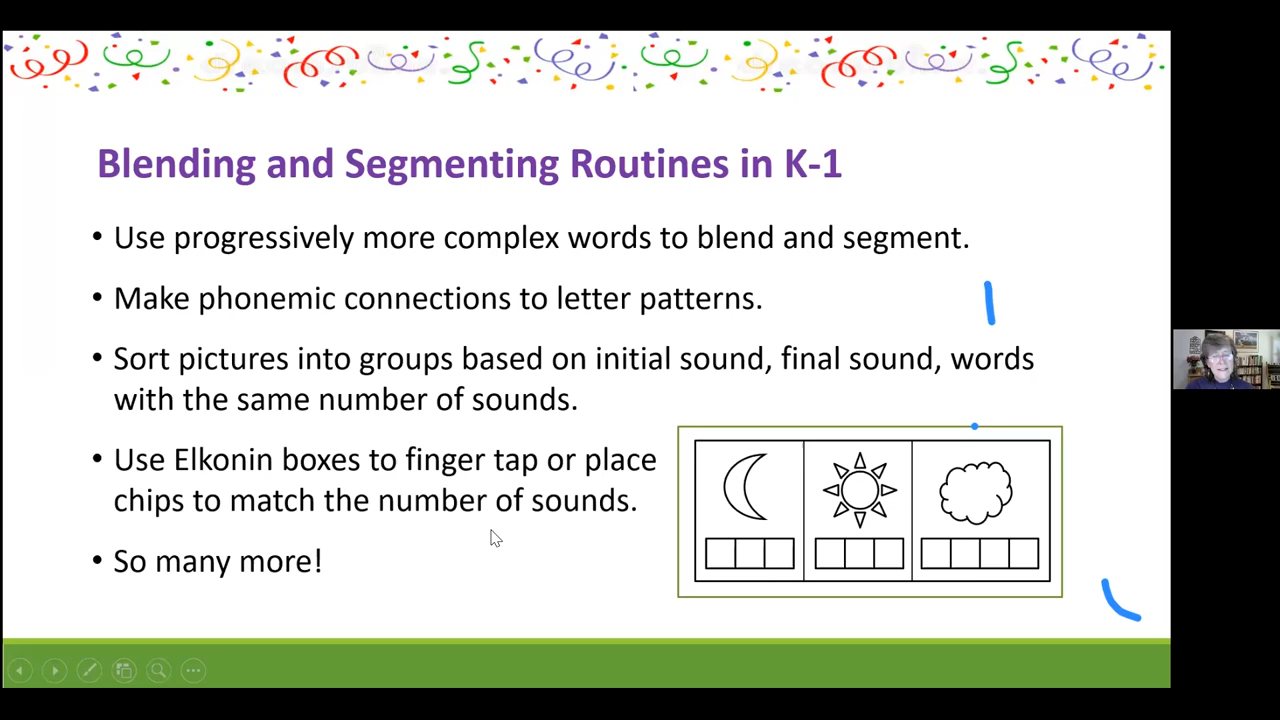 Blending and Segmenting Routines in K-1
• Use progressively more complex words to blend and segment.
• Make phonemic connections to letter patterns.
• Sort pictures into groups based on initial sound, final sound, words
with the same number of sounds.
• Use Elkonin boxes to finger tap or place
chips to match the number of sounds.
• So many more!